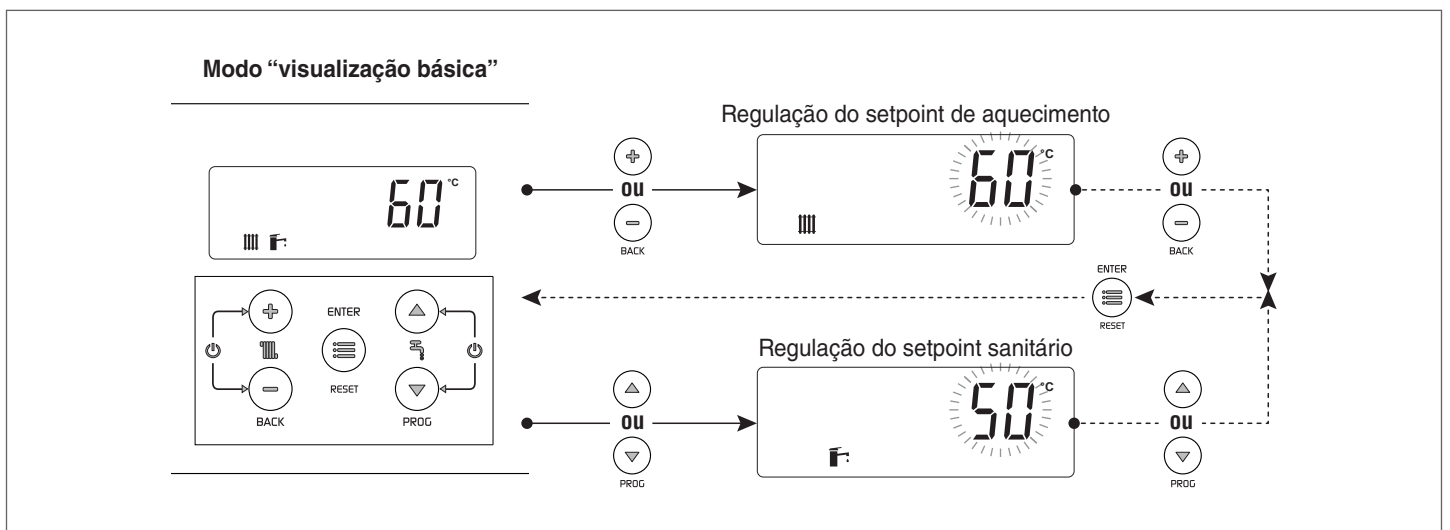 Modo “visualização básica”
60 °C
ENTER
RESET
BACK
PROG
Regulação do setpoint de aquecimento
ou
BACK
60 °C
ou
BACK
ENTER
RESET
Regulação do setpoint sanitário
ou
PROG
50 °C
ou
PROG